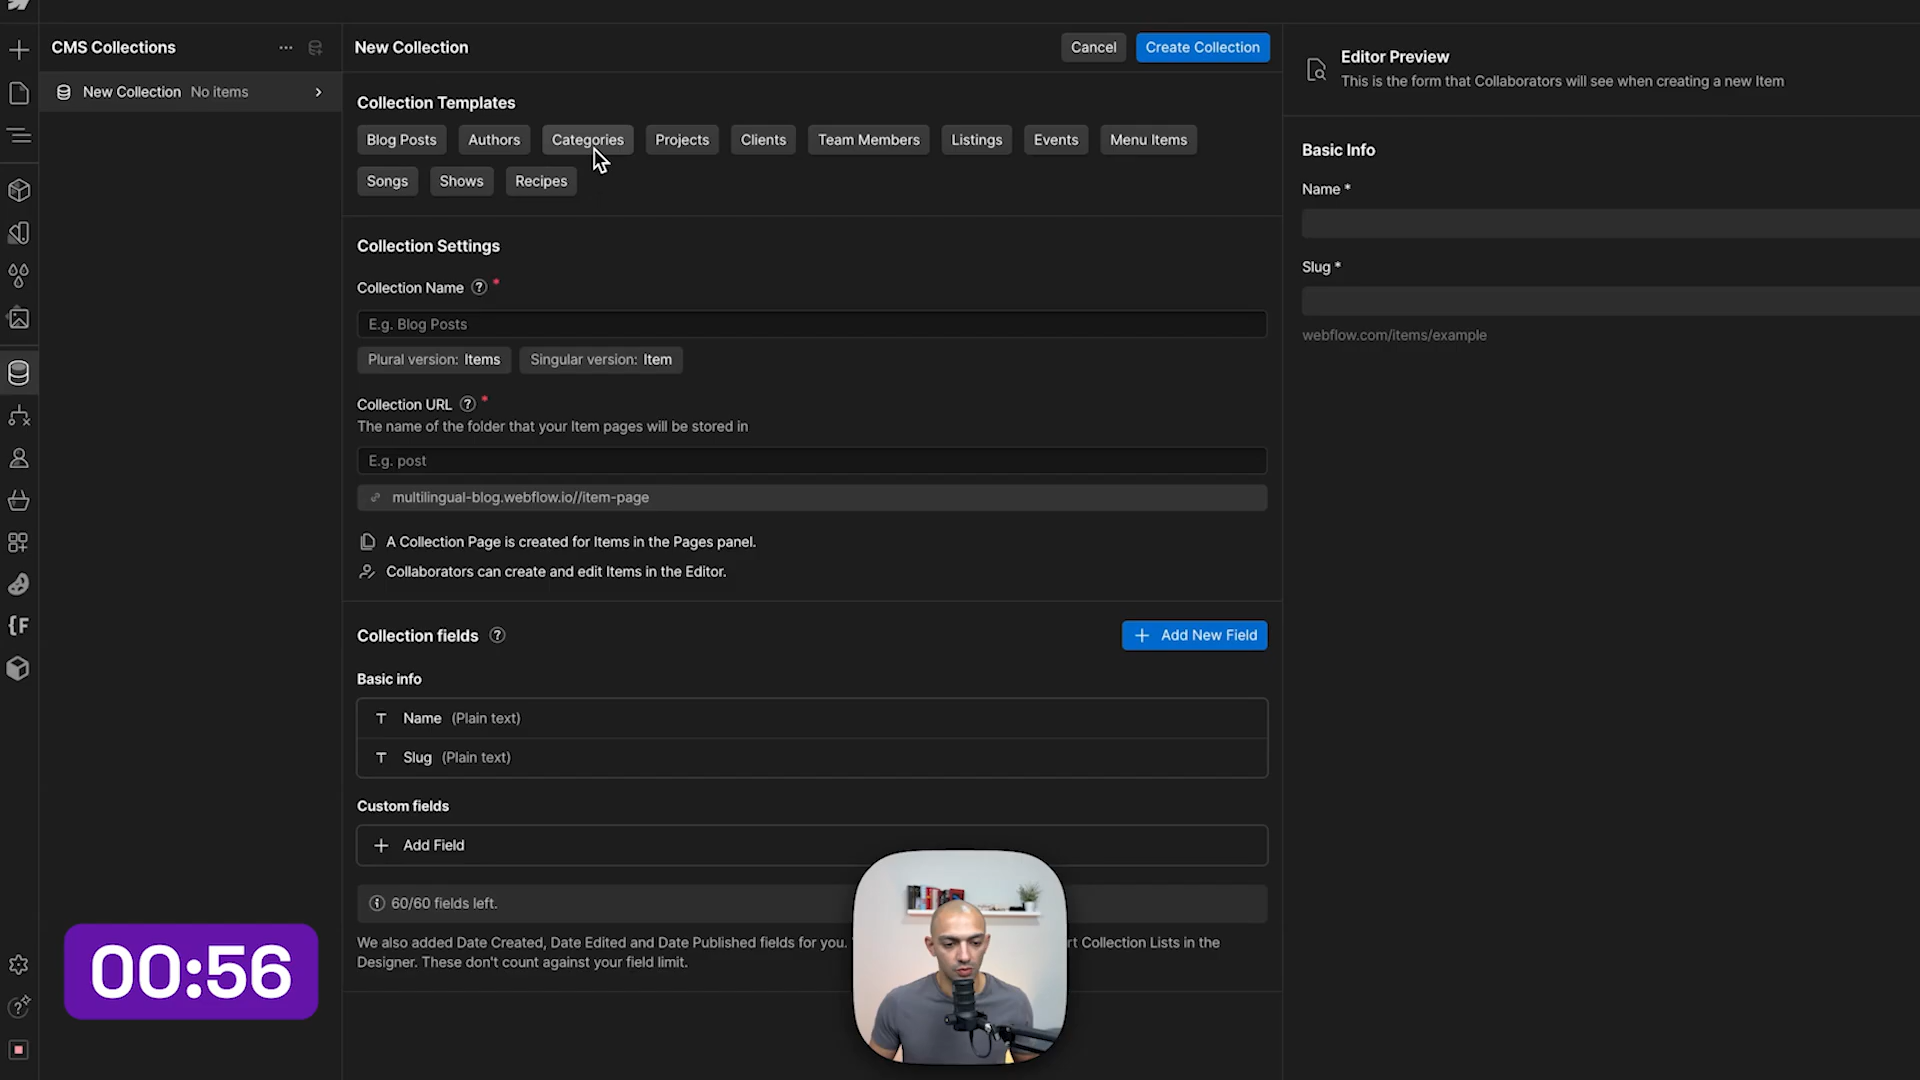 CMS Collections
New Collection No items
New Collection
Cancel
Create Collection
Collection Templates
Blog Posts
Authors
Categories
Projects
Clients
Team Members
Listings
Events
Menu Items
Songs
Shows
Recipes
Collection Settings
Collection Name ? *
E.g. Blog Posts
Plural version: Items
Singular version: Item
Collection URL ? *
The name of the folder that your Item pages will be stored in
E.g. post
multilingual-blog.webflow.io//item-page
A Collection Page is created for Items in the Pages panel.
Collaborators can create and edit Items in the Editor.
Collection fields ?
+ Add New Field
Basic info
T Name (Plain text)
T Slug (Plain text)
Custom fields
+ Add Field
60/60 fields left.
We also added Date Created, Date Edited and Date Published fields for you. rt Collection Lists in the
Designer. These don't count against your field limit.
Editor Preview
This is the form that Collaborators will see when creating a new Item
Basic Info
Name *
Slug *
webflow.com/items/example
00:56